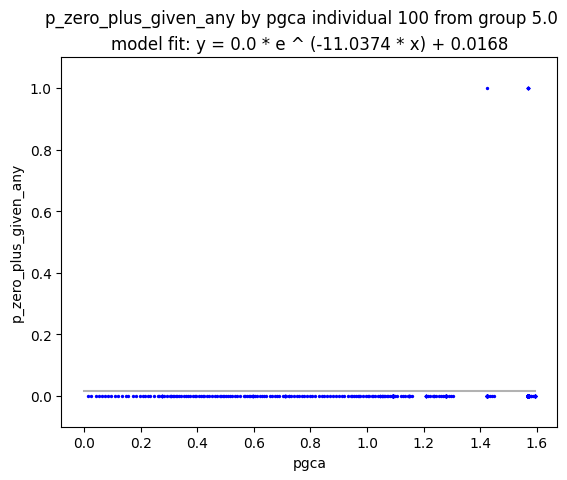 p_zero_plus_given_any by pgca individual 100 from group 5.0
model fit: y = 0.0 * e ^ (-11.0374 * x) + 0.0168
1.0
0.8
0.6
0.4
0.2
0.0
p_zero_plus_given_any
0.0 0.2 0.4 0.6 0.8 1.0 1.2 1.4 1.6
pgca